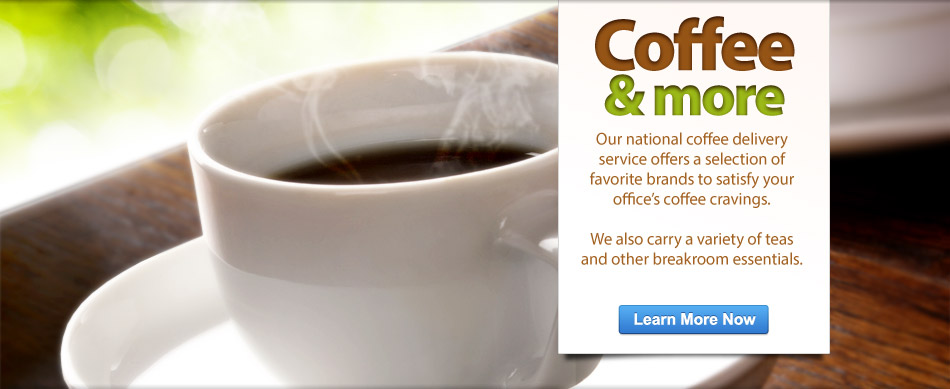 Coffee
& more
Our national coffee delivery
service offers a selection of
favorite brands to satisfy your
office's coffee cravings.
We also carry a variety of teas
and other breakroom essentials.
Learn More Now